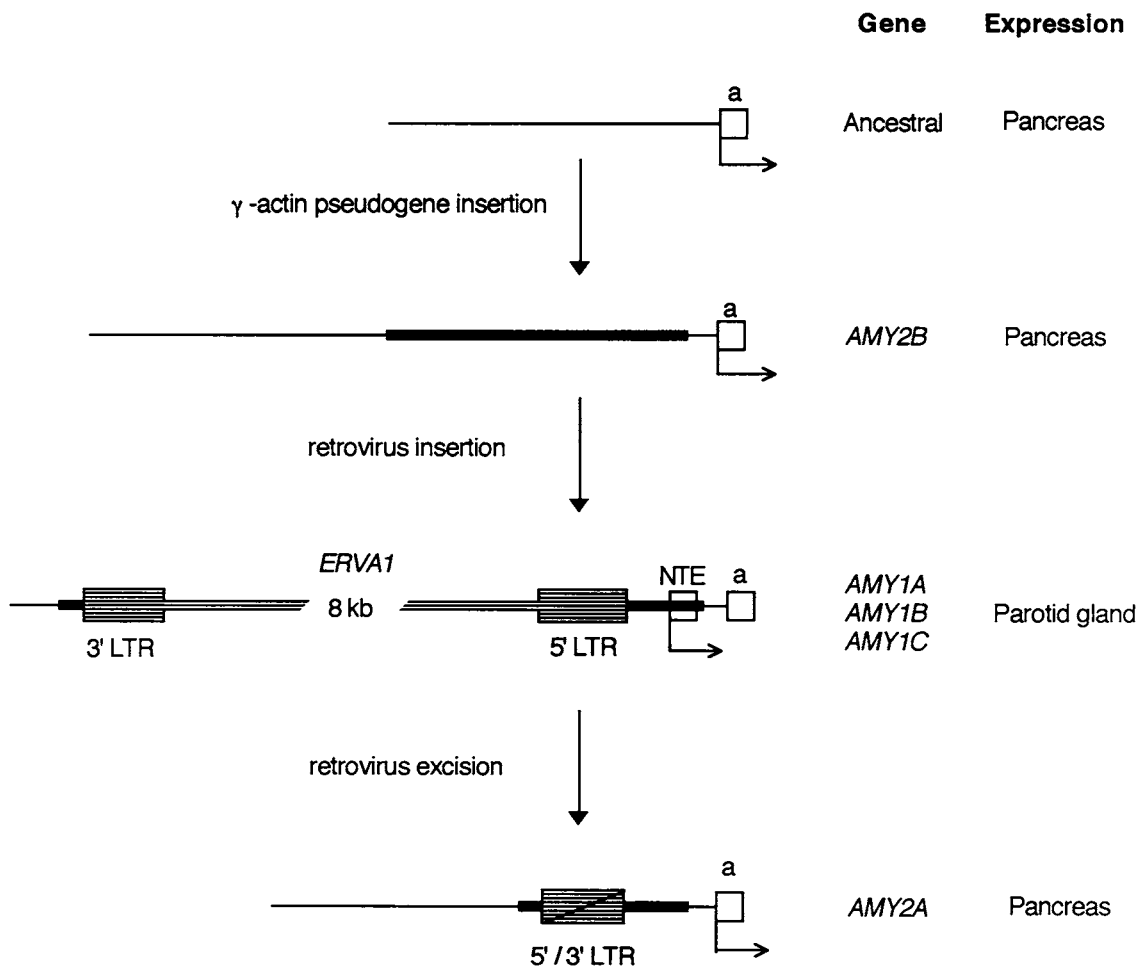 Gene Expression
a
Ancestral Pancreas
γ -actin pseudogene insertion
a
AMY2B Pancreas
retrovirus insertion
ERVA1
8 kb
NTE a
3' LTR
5' LTR
AMY1A
AMY1B
AMY1C
Parotid gland
retrovirus excision
a
AMY2A Pancreas
5' / 3' LTR